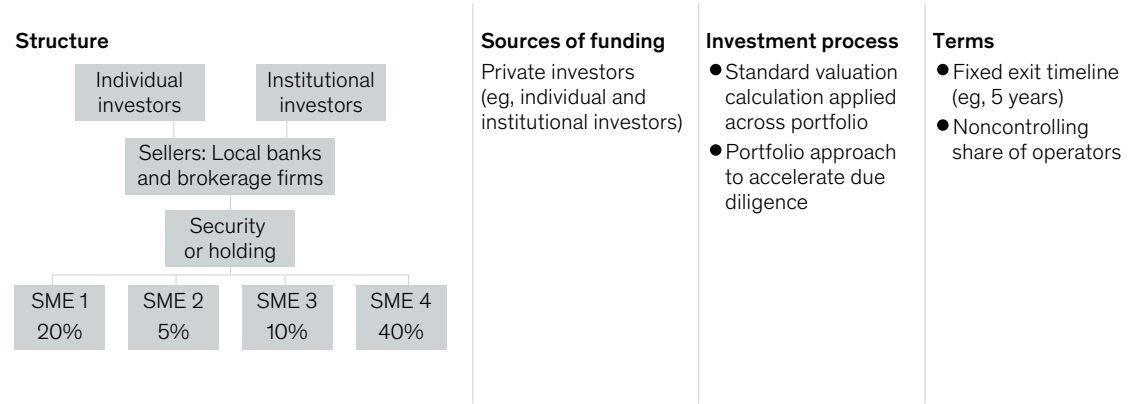 Structure
Individual
investors
Institutional
investors
Sellers: Local banks
and brokerage firms
Security
or holding
SME 1
20%
SME 2
5%
SME 3
10%
SME 4
40%
Sources of funding
Private investors
(eg, individual and
institutional investors)
Investment process
● Standard valuation
calculation applied
across portfolio
● Portfolio approach
to accelerate due
diligence
Terms
● Fixed exit timeline
(eg, 5 years)
● Noncontrolling
share of operators